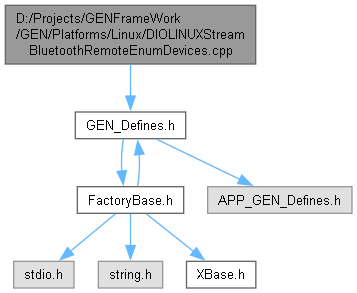 D:/Projects/GENFrameWork
/GEN/Platforms/Linux/DIOLINUXStream
BluetoothRemoteEnumDevices.cpp
GEN_Defines.h
FactoryBase.h
APP_GEN_Defines.h
stdio.h
string.h
XBase.h